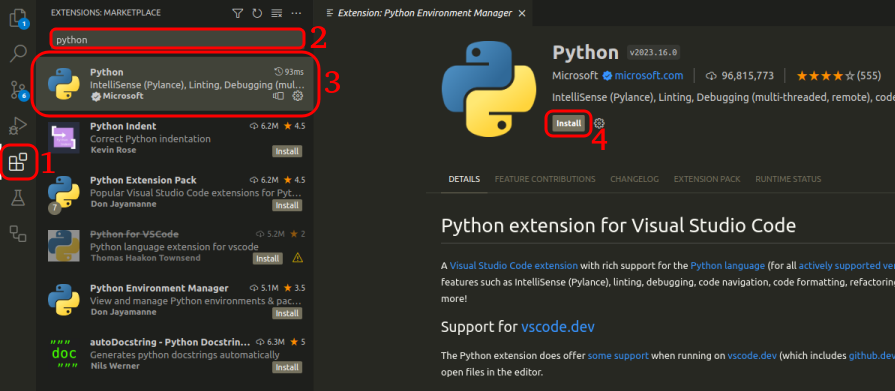 EXTENSIONS: MARKETPLACE
python
Python 93ms
IntelliSense (Pylance), Linting, Debugging (mul...
Microsoft
Python Indent 6.2M 4.5
Correct Python indentation
Kevin Rose Install
Python Extension Pack 6.2M 4.5
Popular Visual Studio Code extensions for Pyt...
Don Jayamanne Install
7
Python for VSCode 5.2M 2
Python language extension for vscode
Thomas Haakon Townsend Install
Python Environment Manager 5.1M 3.5
View and manage Python environments & pac...
Don Jayamanne Install
autoDocstring - Python Docstrin... 6.3M 5
Generates python docstrings automatically
Nils Werner Install
""" 
doc
"""
1
6
1
2
3
4
Extension: Python Environment Manager
Python v2023.16.0
Microsoft microsoft.com 96,815,773 (555)
IntelliSense (Pylance), Linting, Debugging (multi-threaded, remote), code
Install
DETAILS FEATURE CONTRIBUTIONS CHANGELOG EXTENSION PACK RUNTIME STATUS
Python extension for Visual Studio Code
A Visual Studio Code extension with rich support for the Python language (for all actively supported ver
features such as IntelliSense (Pylance), linting, debugging, code navigation, code formatting, refactoring
more!
Support for vscode.dev
The Python extension does offer some support when running on vscode.dev (which includes github.dev
open files in the editor.